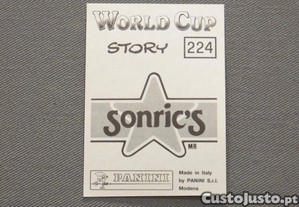 WORLD CUP
STORY 224
sonric's
MR
PANINI
Made in Italy
by PANINI S.r.l.
Modena
CustoJusto.pt